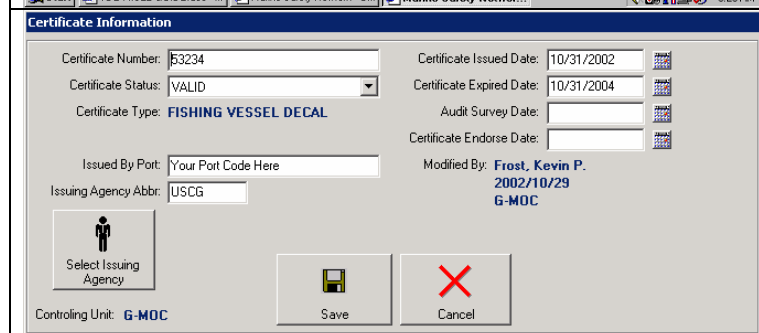 Certificate Information
Certificate Number: 53234
Certificate Issued Date: 10/31/2002
Certificate Status: VALID
Certificate Expired Date: 10/31/2004
Certificate Type: FISHING VESSEL DECAL
Audit Survey Date:
Certificate Endorse Date:
Issued By Port: Your Port Code Here
Modified By: Frost, Kevin P.
2002/10/29
G-MOC
Issuing Agency Abbr: USCG
Select Issuing
Agency
Save
Cancel
Controling Unit: G-MOC